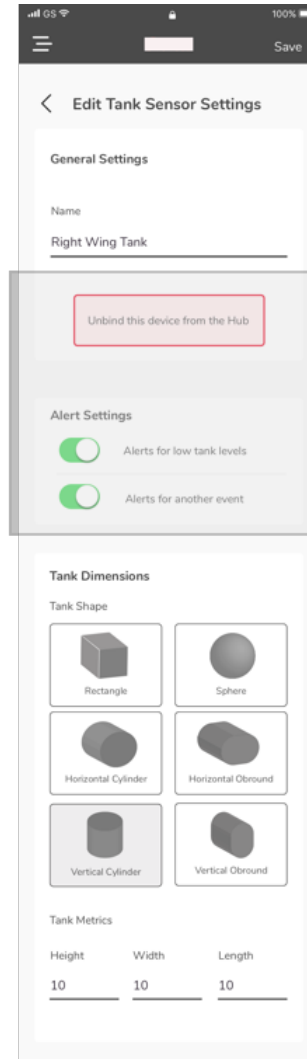 GS 100%
Save
Edit Tank Sensor Settings
General Settings
Name
Right Wing Tank
Unbind this device from the Hub
Alert Settings
Alerts for low tank levels
Alerts for another event
Tank Dimensions
Tank Shape
Rectangle Sphere
Horizontal Cylinder Horizontal Obround
Vertical Cylinder Vertical Obround
Tank Metrics
Height Width Length
10 10 10